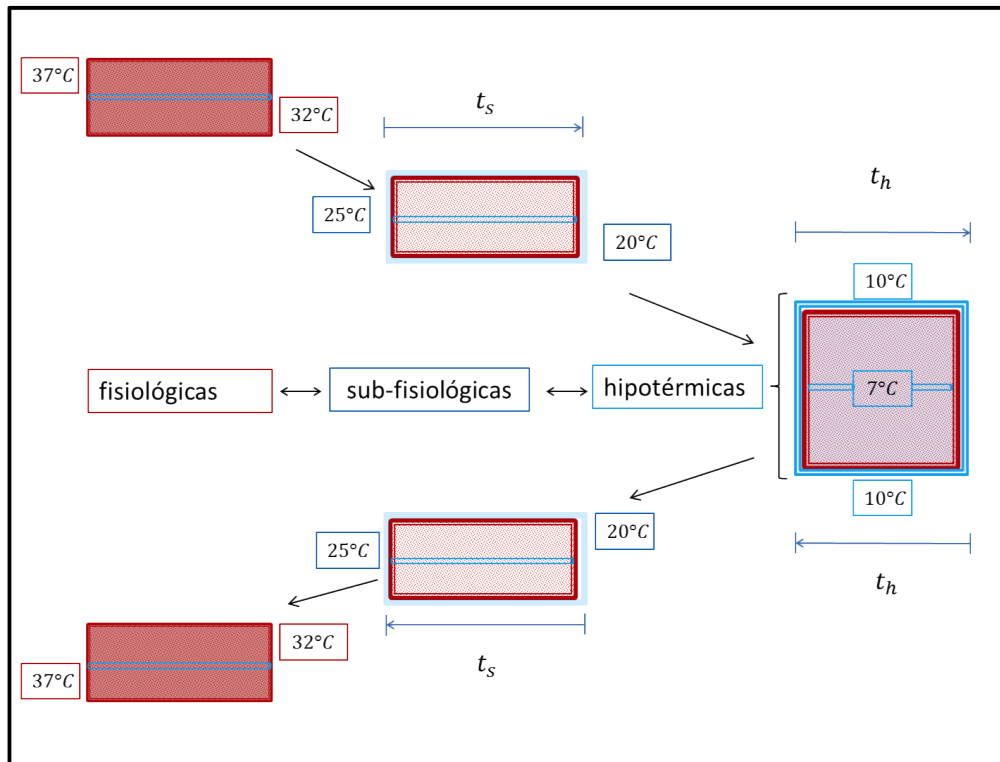 37°C
32°C
t_s
25°C
20°C
t_h
10°C
fisiológicas
sub-fisiológicas
hipotérmicas
7°C
10°C
25°C
20°C
t_h
32°C
37°C
t_s